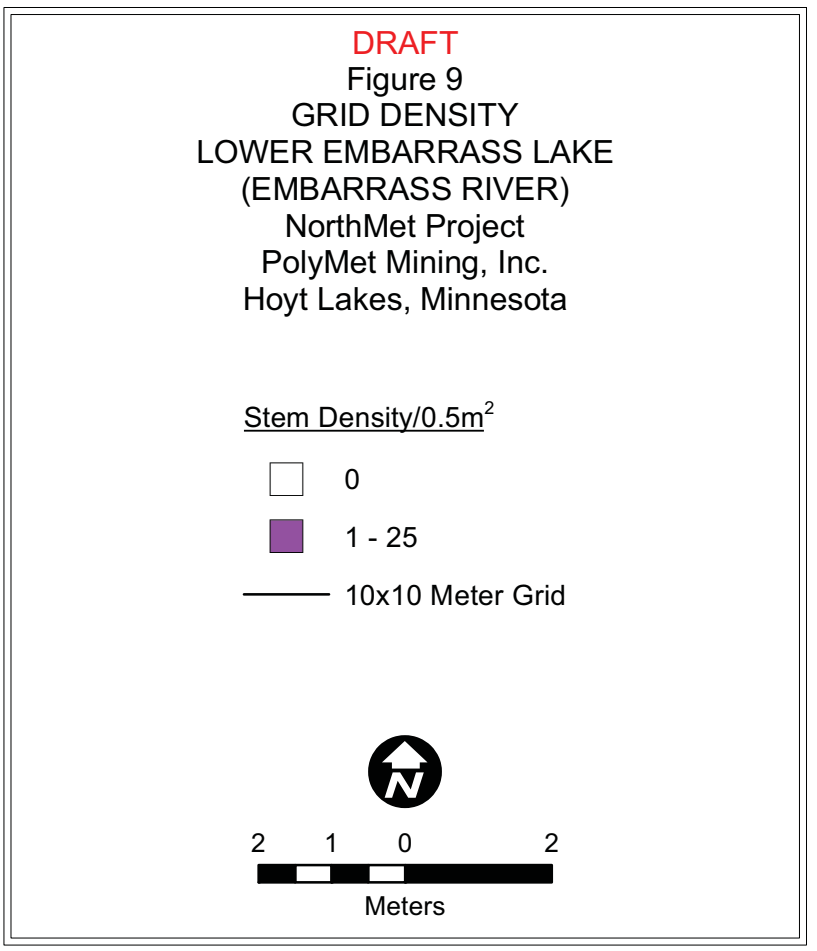 DRAFT
Figure 9
GRID DENSITY
LOWER EMBARRASS LAKE
(EMBARRASS RIVER)
NorthMet Project
PolyMet Mining, Inc.
Hoyt Lakes, Minnesota
Stem Density/0.5m²
0
1 - 25
10x10 Meter Grid
N
2 1 0 2
Meters